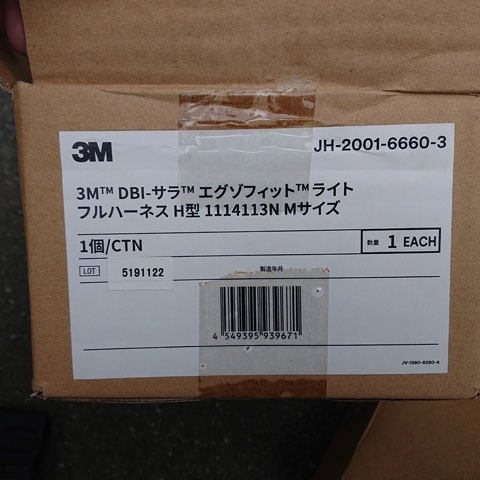 3M
JH-2001-6660-3
3M™ DBI-サラ™ エグゾフィット™ ライト
フルハーネス H型 1114113N Mサイズ
1個/CTN
数量 1 EACH
LOT 5191122
製造年月
4 549395 939671
JV-1390-6280-4